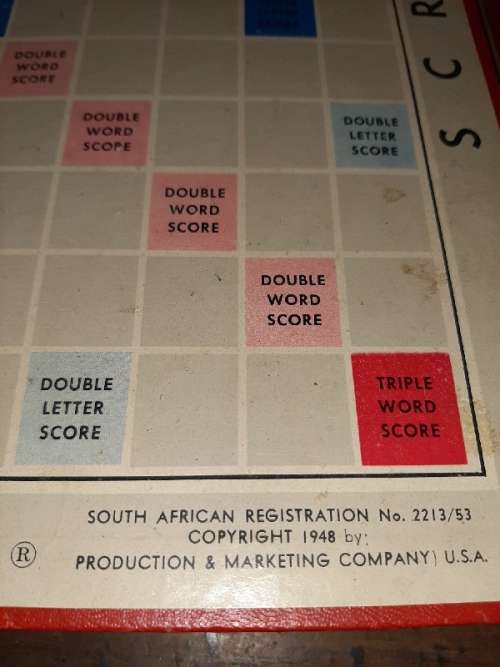 DOUBLE
WORD
SCORE
DOUBLE
WORD
SCOPE
DOUBLE
LETTER
SCORE
DOUBLE
WORD
SCORE
DOUBLE
WORD
SCORE
DOUBLE
LETTER
SCORE
TRIPLE
WORD
SCORE
S C R
SOUTH AFRICAN REGISTRATION No. 2213/53
COPYRIGHT 1948 by:
® PRODUCTION & MARKETING COMPANY) U.S.A.